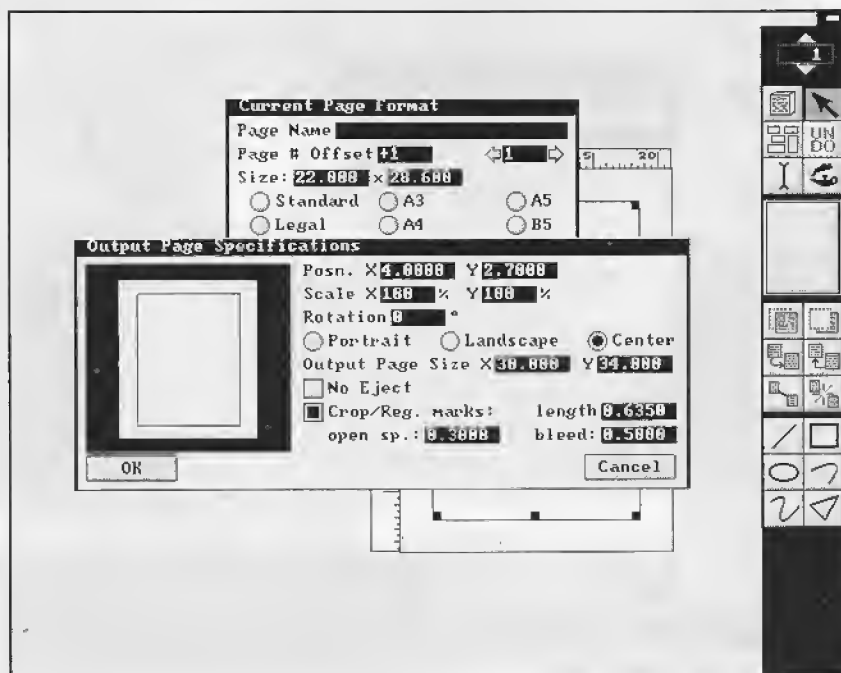 1
Current Page Format
Page Name
Page # Offset +1 1
Size: 22.000 x 28.600
Standard A3 A5
Legal A4 B5
5 20
UN
DO
Output Page Specifications
Posn. X 4.0000 Y 2.7000
Scale X 100 % Y 100 %
Rotation 0 °
Portrait Landscape Center
Output Page Size X 30.000 Y 34.000
No Eject
Crop/Reg. marks: length 0.6350
open sp.: 0.3000 bleed: 0.5000
OK Cancel